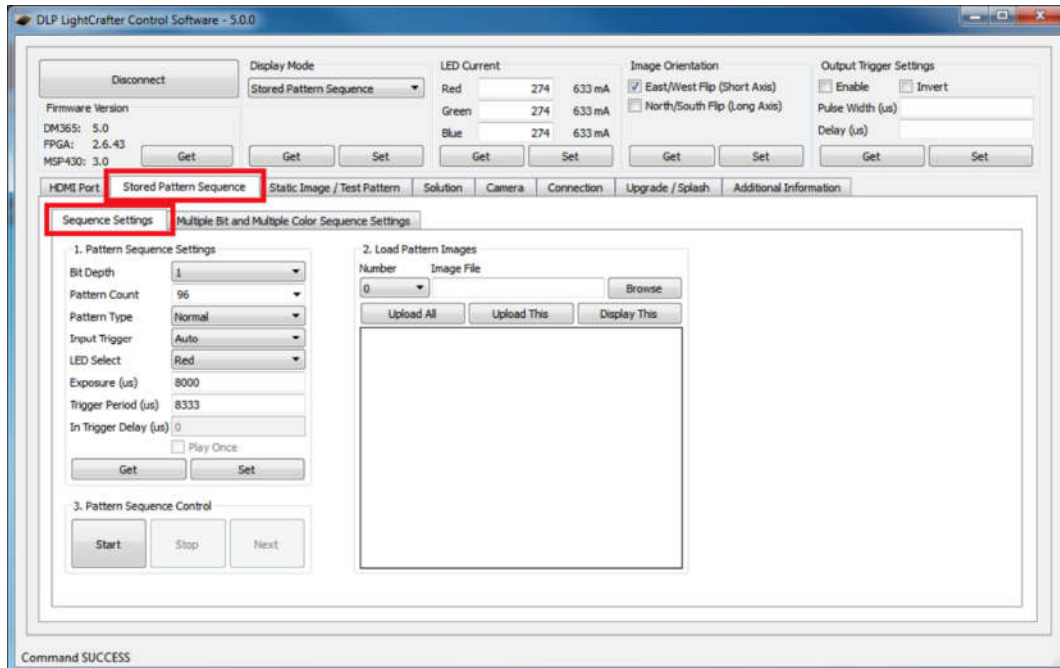 DLP LightCrafter Control Software - 5.0.0
Disconnect
Firmware Version
DM365: 5.0
FPGA: 2.6.43
MSP430: 3.0
Get
Display Mode
Stored Pattern Sequence
Get Set
LED Current
Red 274 633 mA
Green 274 633 mA
Blue 274 633 mA
Get Set
Image Orientation
East/West Flip (Short Axis)
North/South Flip (Long Axis)
Get Set
Output Trigger Settings
Enable Invert
Pulse Width (us)
Delay (us)
Get Set
HDMI Port Stored Pattern Sequence Static Image / Test Pattern Solution Camera Connection Upgrade / Splash Additional Information
Sequence Settings Multiple Bit and Multiple Color Sequence Settings
1. Pattern Sequence Settings
Bit Depth 1
Pattern Count 96
Pattern Type Normal
Input Trigger Auto
LED Select Red
Exposure (us) 8000
Trigger Period (us) 8333
In Trigger Delay (us) 0
Play Once
Get Set
2. Load Pattern Images
Number Image File
0 Browse
Upload All Upload This Display This
3. Pattern Sequence Control
Start Stop Next
Command SUCCESS